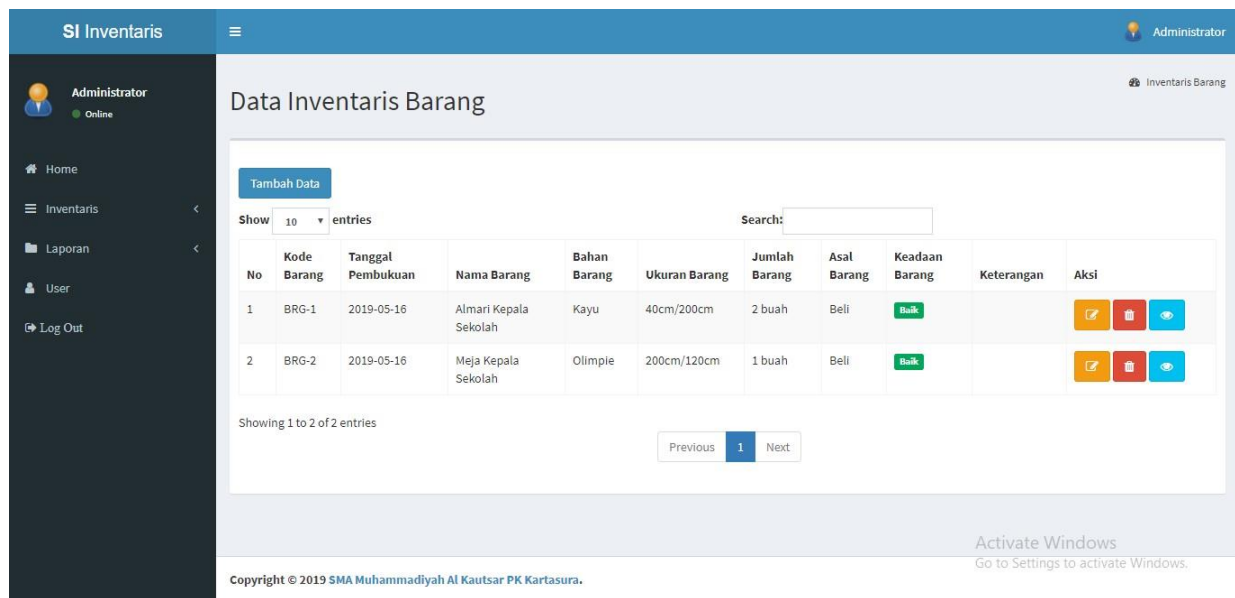 SI Inventaris
Administrator
Administrator
Online
Home
Inventaris
Laporan
User
Log Out
Data Inventaris Barang
Inventaris Barang
Tambah Data
Show 10 entries
Search:
No Kode Barang Tanggal Pembukuan Nama Barang Bahan Barang Ukuran Barang Jumlah Barang Asal Barang Keadaan Barang Keterangan Aksi
1 BRG-1 2019-05-16 Almari Kepala Sekolah Kayu 40cm/200cm 2 buah Beli Baik
2 BRG-2 2019-05-16 Meja Kepala Sekolah Olimpie 200cm/120cm 1 buah Beli Baik
Showing 1 to 2 of 2 entries
Previous 1 Next
Activate Windows
Go to Settings to activate Windows.
Copyright © 2019 SMA Muhammadiyah Al Kautsar PK Kartasura.